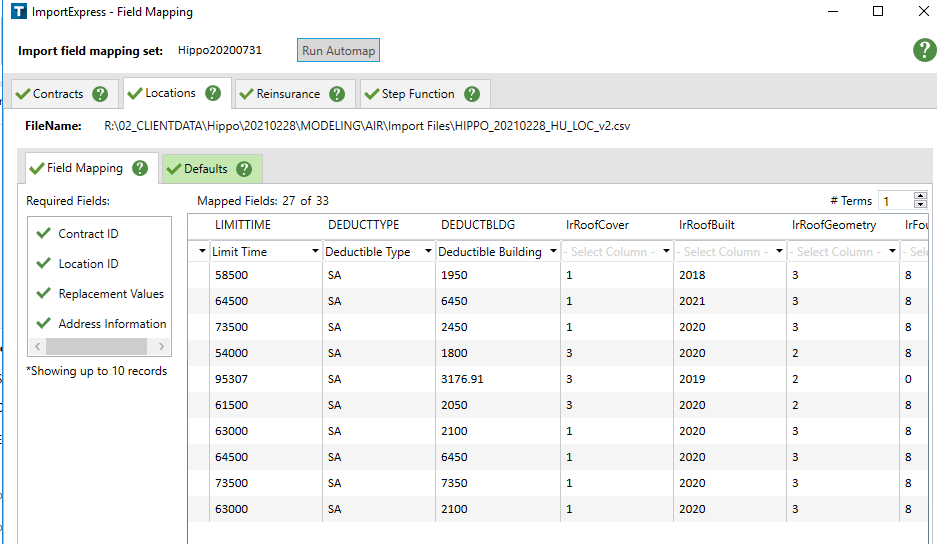 T ImportExpress - Field Mapping
Import field mapping set: Hippo20200731 Run Automap ?
Contracts ? Locations ? Reinsurance ? Step Function ?
FileName: R:\02_CLIENTDATA\Hippo\20210228\MODELING\AIR\Import Files\HIPPO_20210228_HU_LOC_v2.csv
Field Mapping ? Defaults ?
Required Fields:
Contract ID
Location ID
Replacement Values
Address Information
*Showing up to 10 records
Mapped Fields: 27 of 33 # Terms 1
LIMITTIME DEDUCTTYPE DEDUCTBLDG IrRoofCover IrRoofBuilt IrRoofGeometry IrFou
Limit Time Deductible Type Deductible Building - Select Column - - Select Column - - Select Column - - Sele
58500 SA 1950 1 2018 3 8
64500 SA 6450 1 2021 3 8
73500 SA 2450 1 2020 3 8
54000 SA 1800 3 2020 2 8
95307 SA 3176.91 3 2019 2 0
61500 SA 2050 3 2020 2 8
63000 SA 2100 1 2020 3 8
64500 SA 6450 1 2020 3 8
73500 SA 7350 1 2020 3 8
63000 SA 2100 1 2020 3 8